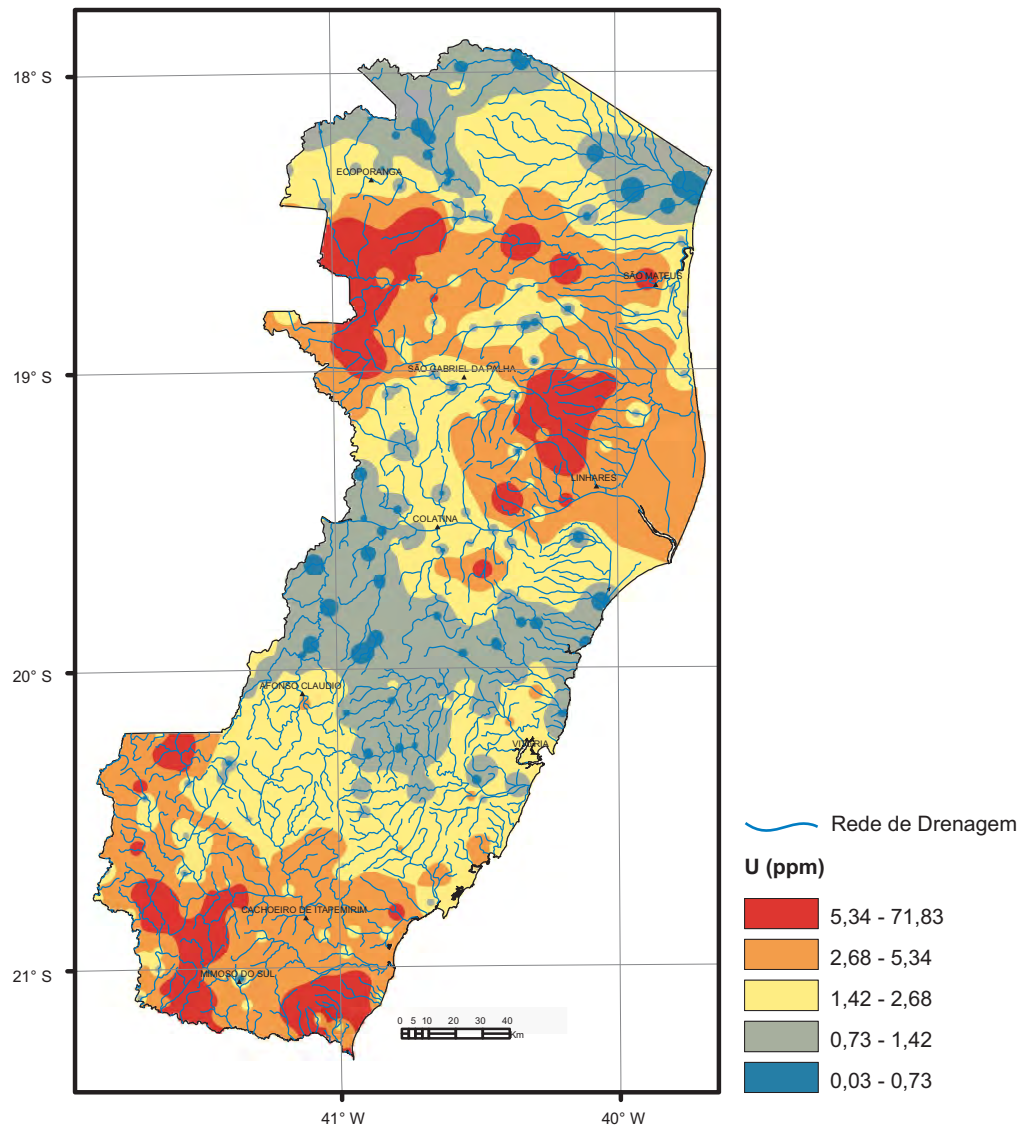 18° S
ECOPORANGA
SÃO MATEUS
19° S
SÃO GABRIEL DA PALHA
LINHARES
COLATINA
20° S
AFONSO CLAUDIO
VITÓRIA
Rede de Drenagem
U (ppm)
5,34 - 71,83
2,68 - 5,34
1,42 - 2,68
0,73 - 1,42
0,03 - 0,73
CACHOEIRO DE ITAPEMIRIM
21° S
MIMOSO DO SUL
0 5 10 20 30 40
Km
41° W
40° W